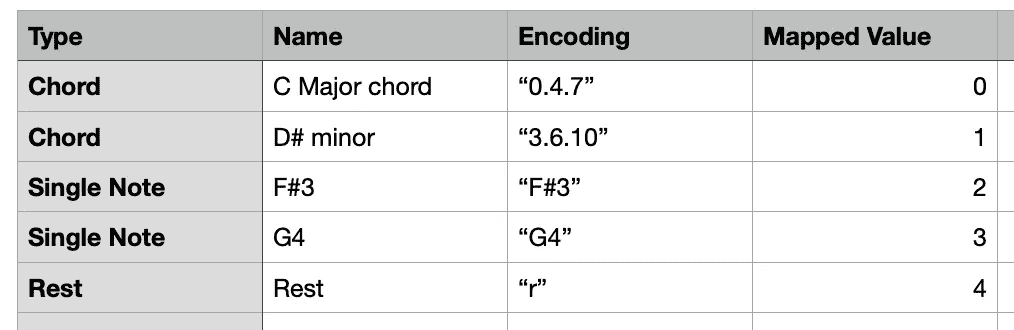 Type Name Encoding Mapped Value
Chord C Major chord “0.4.7” 0
Chord D# minor “3.6.10” 1
Single Note F#3 “F#3” 2
Single Note G4 “G4” 3
Rest Rest “r” 4